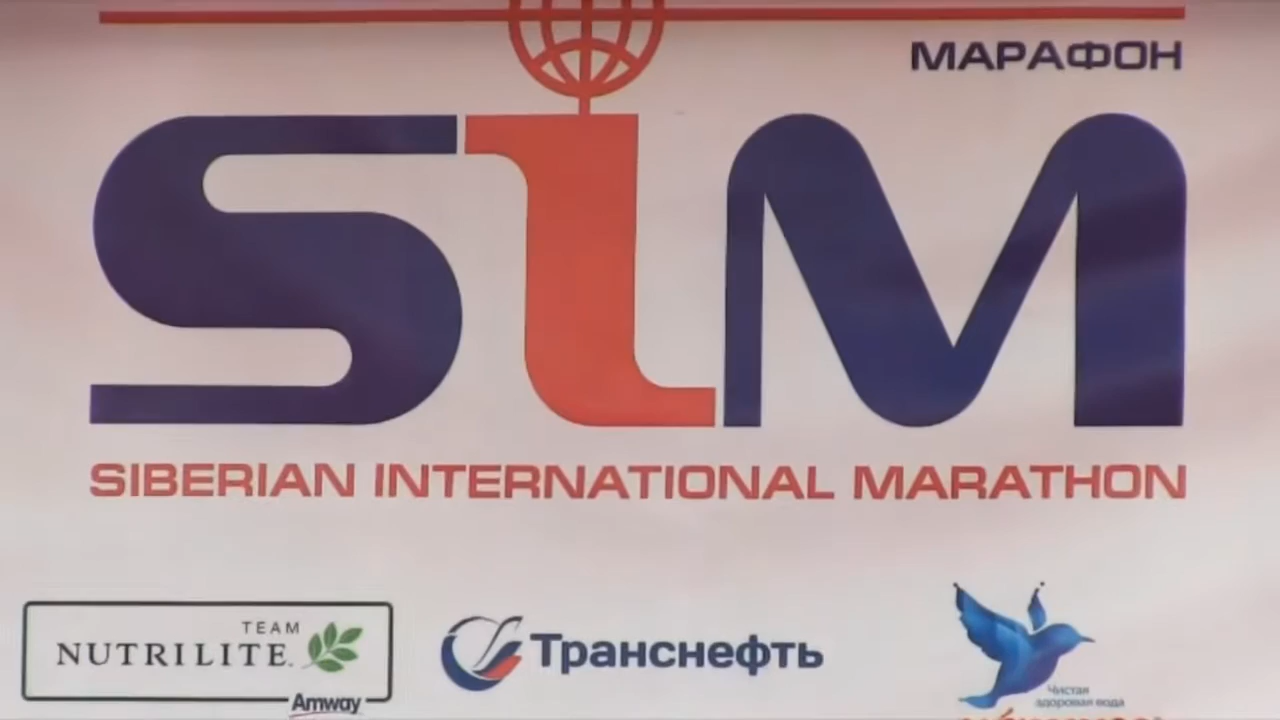 МАРАФОН
SiM
SIBERIAN INTERNATIONAL MARATHON
TEAM
NUTRILITE.
Amway
Транснефть
Чистая
здоровая вода